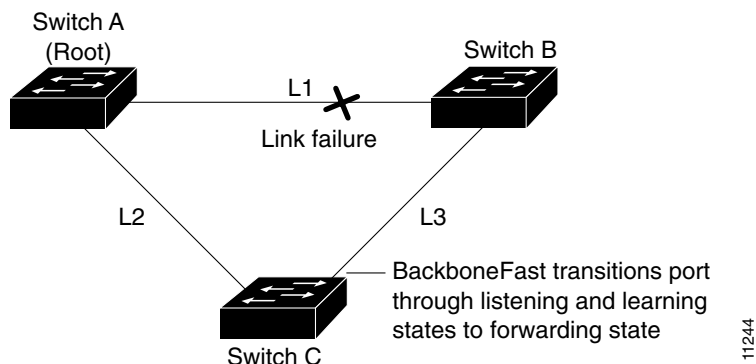 Switch A
(Root)
Switch B
L1
Link failure
L2
L3
BackboneFast transitions port
through listening and learning
states to forwarding state
Switch C
11244